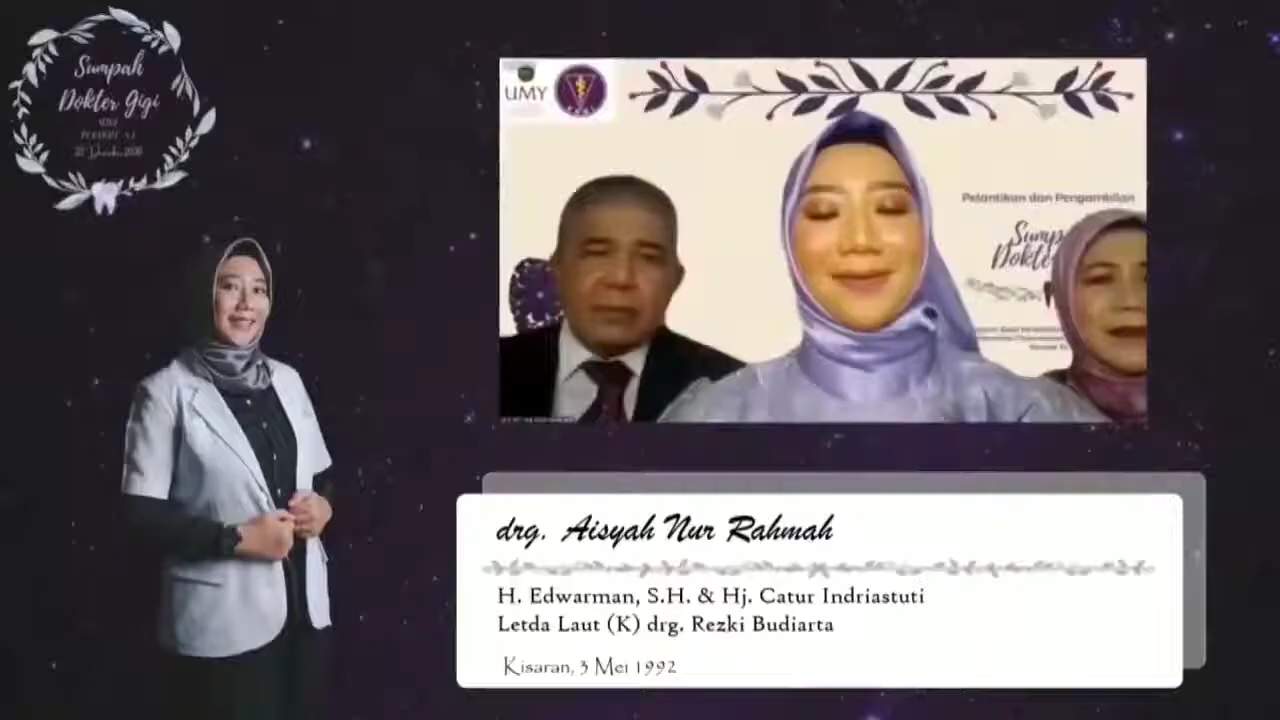 Sumpah
Dokter Gigi
UMY
Pelantikan dan Pengambilan
drg. Aisyah Nur Rahmah
H. Edwarman, S.H. & Hj. Catur Indriastuti
Letda Laut (K) drg. Rezki Budiarta
Kisaran, 3 Mei 1992